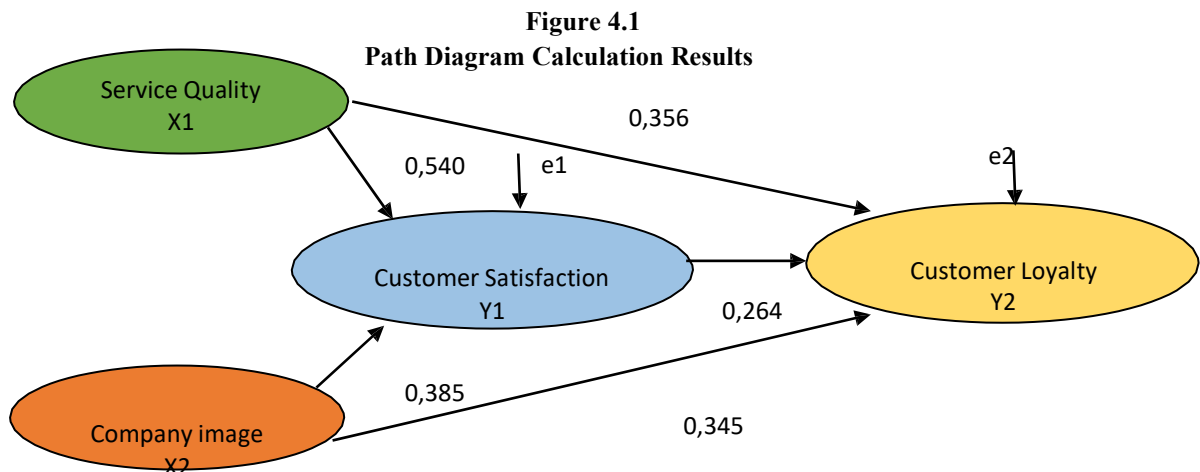 Figure 4.1
Path Diagram Calculation Results
Service Quality
X1
0,356
0,540
e1
e2
Customer Satisfaction
Y1
Customer Loyalty
Y2
0,264
0,385
0,345
Company image
X2